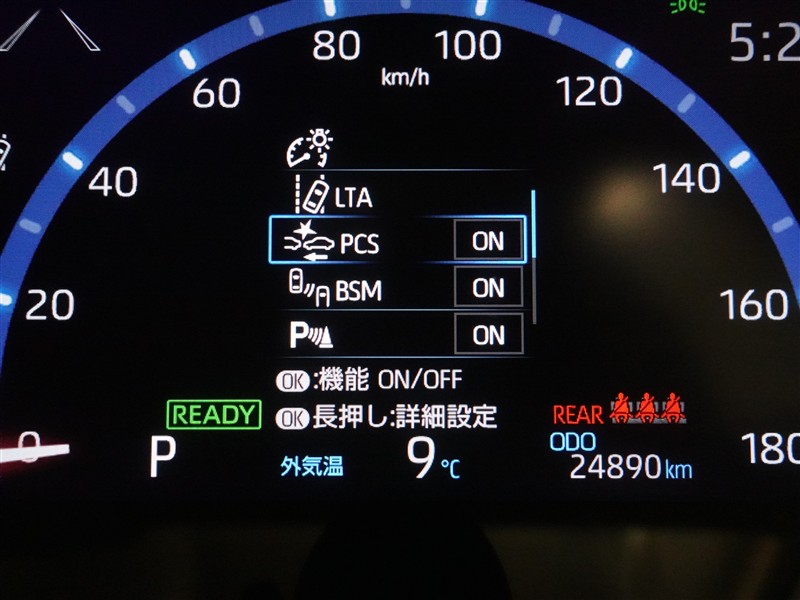 5:2
80 100
km/h
60 120
40 140
LTA
PCS ON
20 BSM ON 160
P ON
OK:機能 ON/OFF
READY OK長押し:詳細設定 REAR
0 P 外気温 9℃ ODO 180
24890km